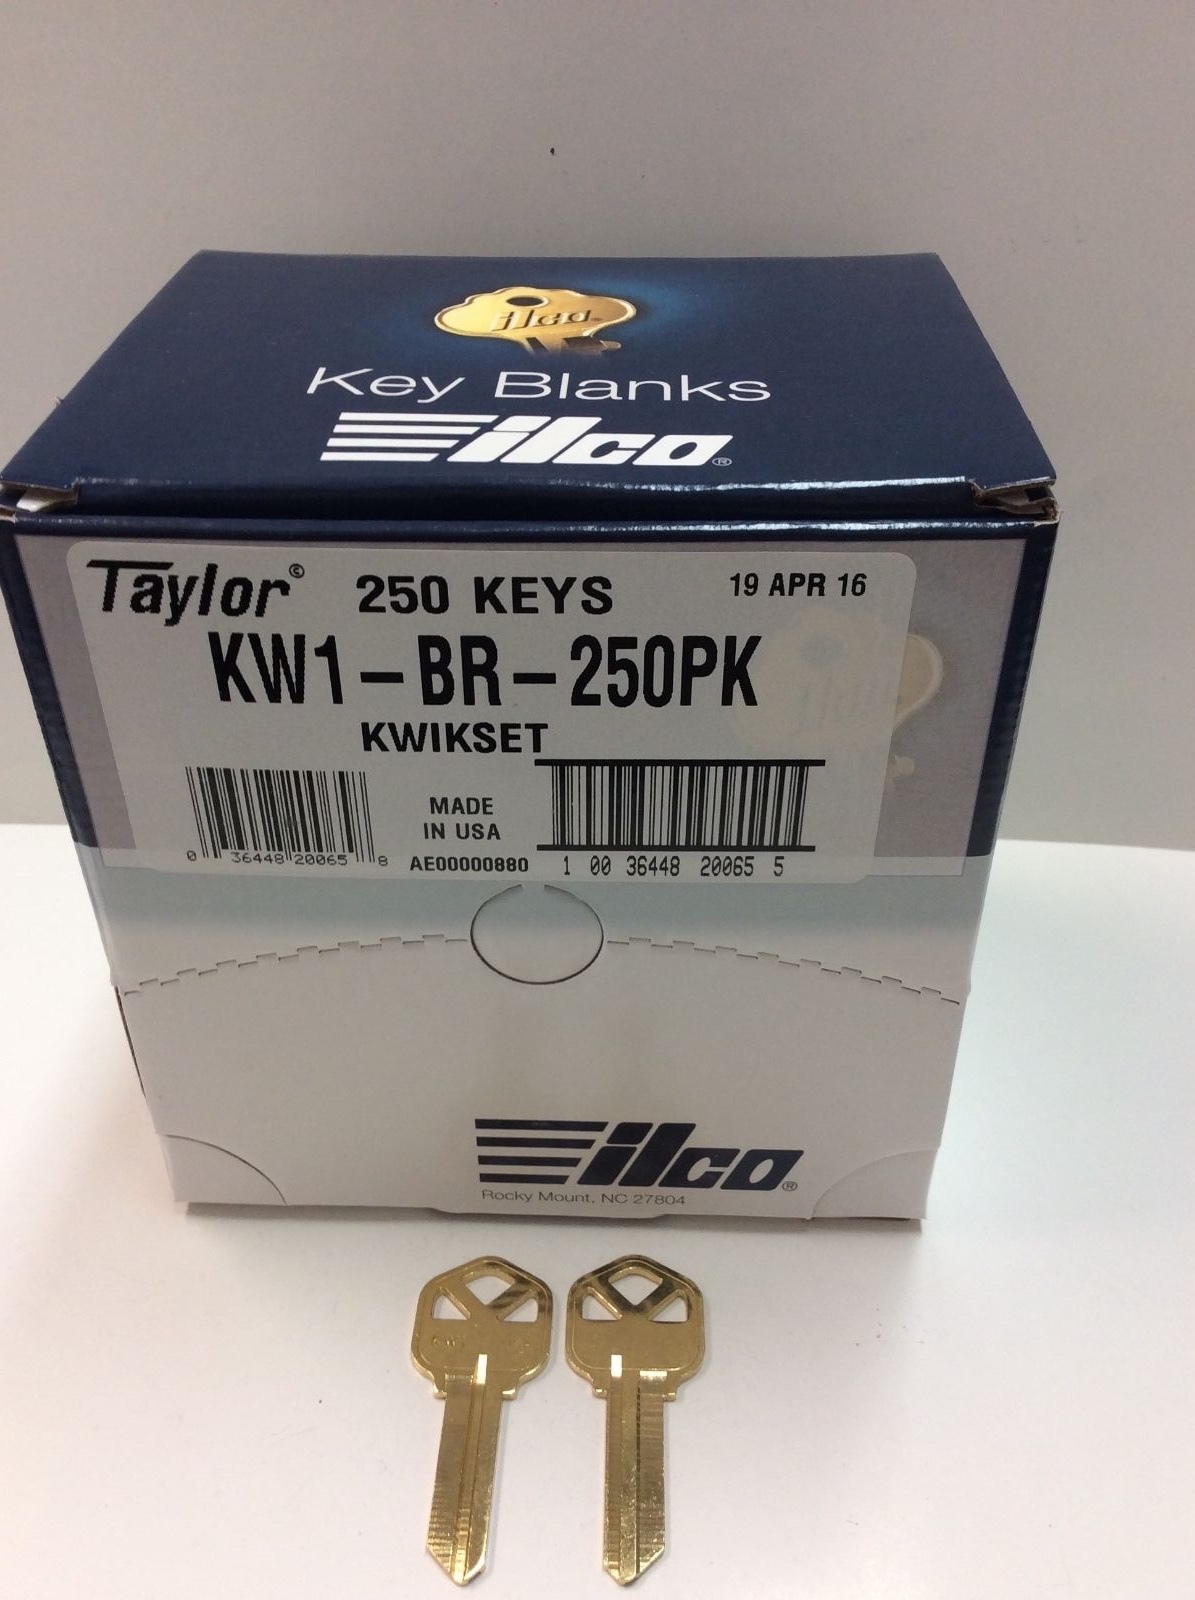 ilco
Key Blanks
ilco®
Taylor© 250 KEYS 19 APR 16
KW1-BR-250PK
KWIKSET
MADE
IN USA
0 36448 20065 8 AE00000880 1 00 36448 20065 5
ilco®
Rocky Mount, NC 27804